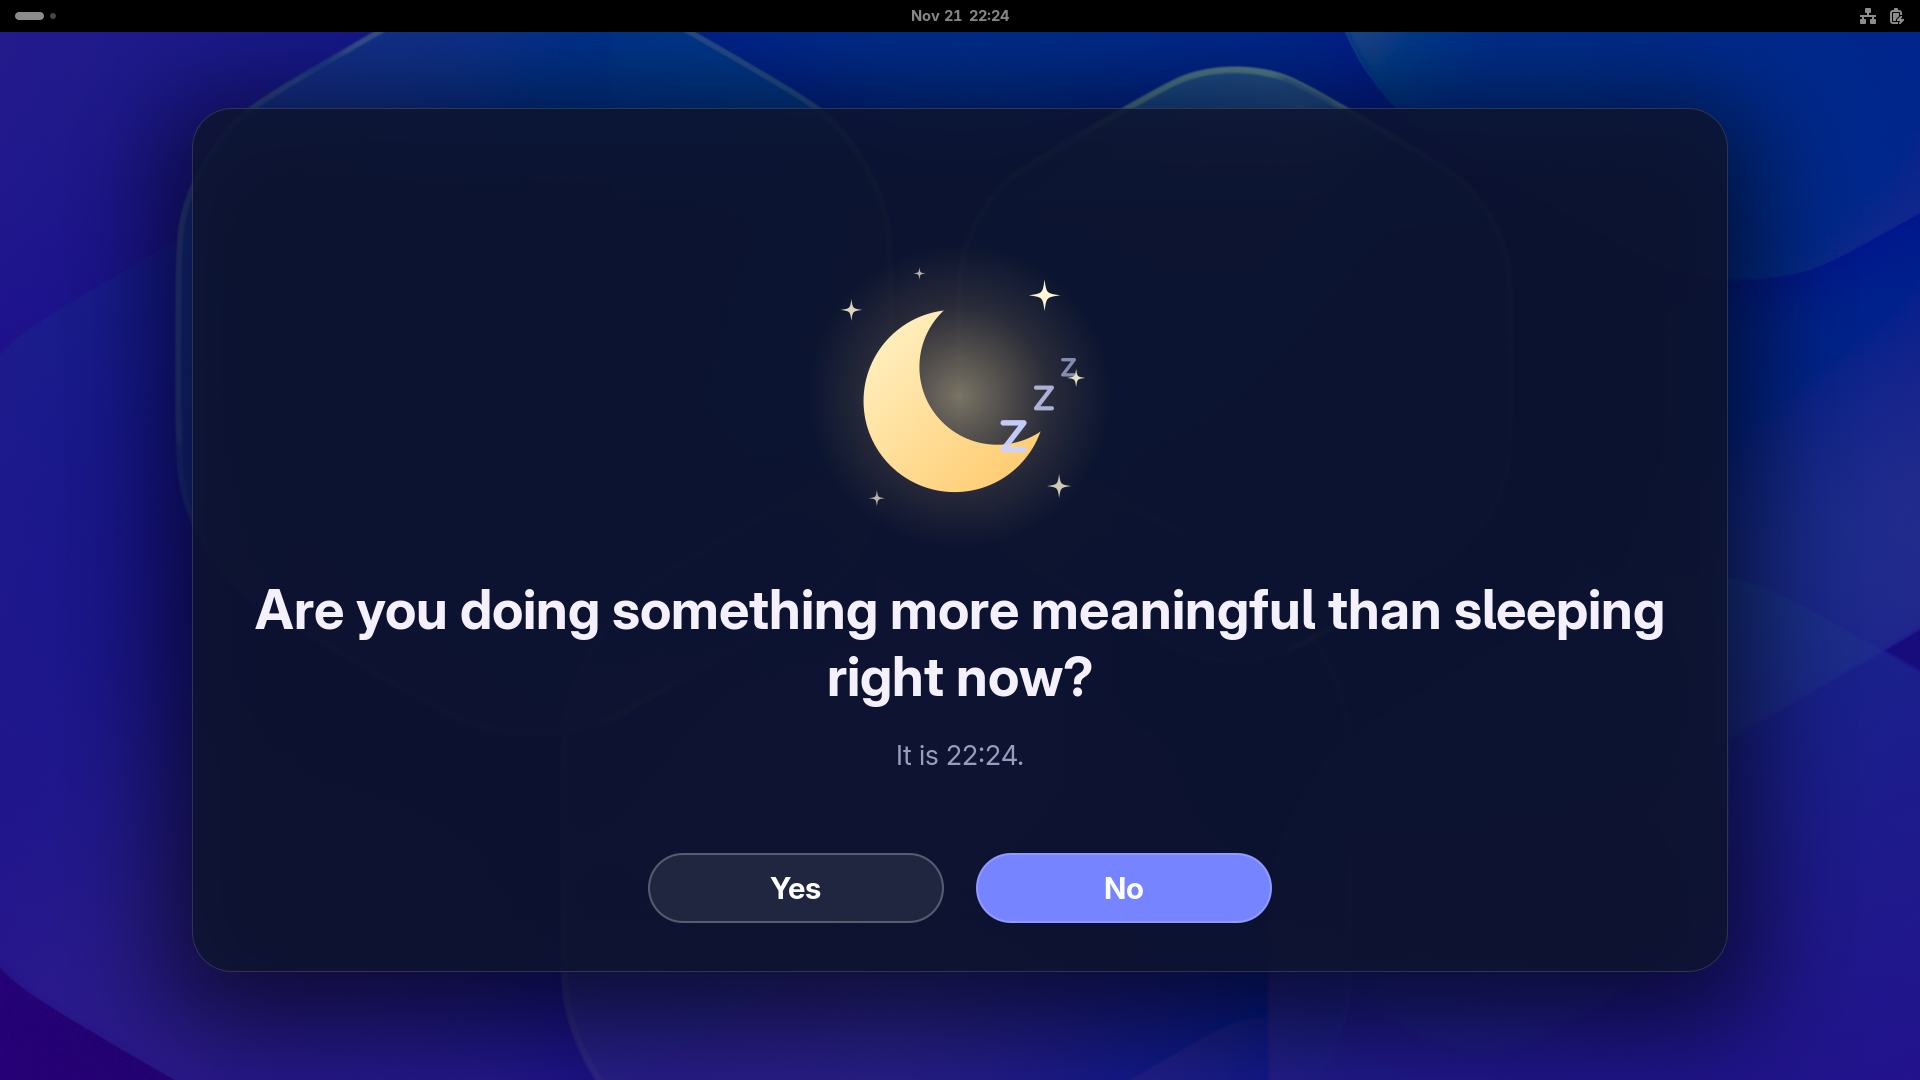 Nov 21 22:24
z
Z
Z
Are you doing something more meaningful than sleeping
right now?
It is 22:24.
Yes
No